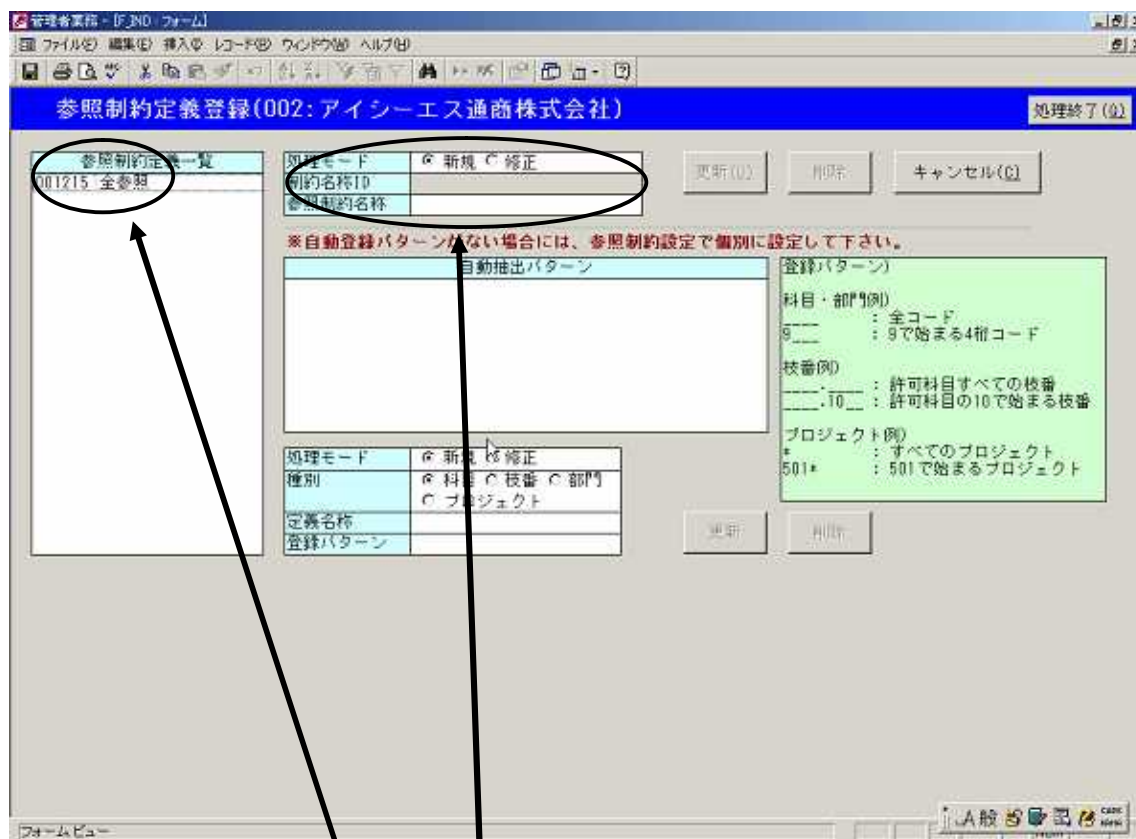 管理者業務 - [F_IND : フォーム]
ファイル(F) 編集(E) 挿入(I) レコード(R) ウィンドウ(W) ヘルプ(H)
参照制約定義登録(002:アイシーエス通商株式会社)
処理終了(Q)
参照制約定義一覧
001215 全参照
処理モード 新規 修正
制約名称ID
参照制約名称
更新(U) 削除 キャンセル(C)
※自動登録パターンがない場合には、参照制約設定で個別に設定して下さい。
自動抽出パターン
登録パターン)
科目・部門例)
____ : 全コード
9___ : 9で始まる4桁コード
枝番例)
____.____ : 許可科目すべての枝番
____.10__ : 許可科目の10で始まる枝番
プロジェクト例)
* : すべてのプロジェクト
501* : 501で始まるプロジェクト
処理モード 新規 修正
種別 科目 枝番 部門
プロジェクト
定義名称
登録パターン
更新 削除
A般
フォームビュー